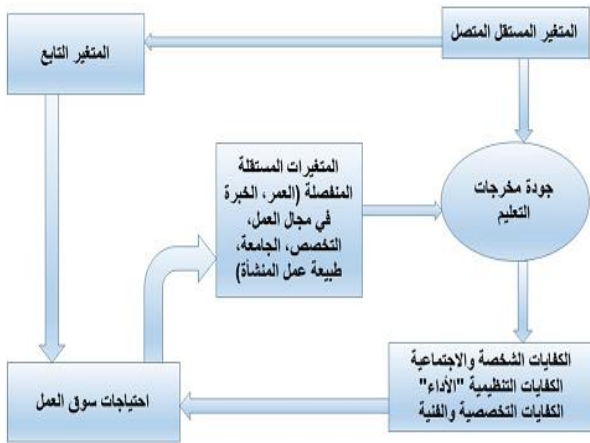 المتغير المستقل المتصل
المتغير التابع
المتغيرات المستقلة
المنفصلة (العمر، الخبرة
في مجال العمل،
التخصص، الجامعة،
طبيعة عمل المنشأة)
جودة مخرجات
التعليم
الكفايات الشخصة والاجتماعية
الكفايات التنظيمية "الأداء"
الكفايات التخصصية والفنية
احتياجات سوق العمل